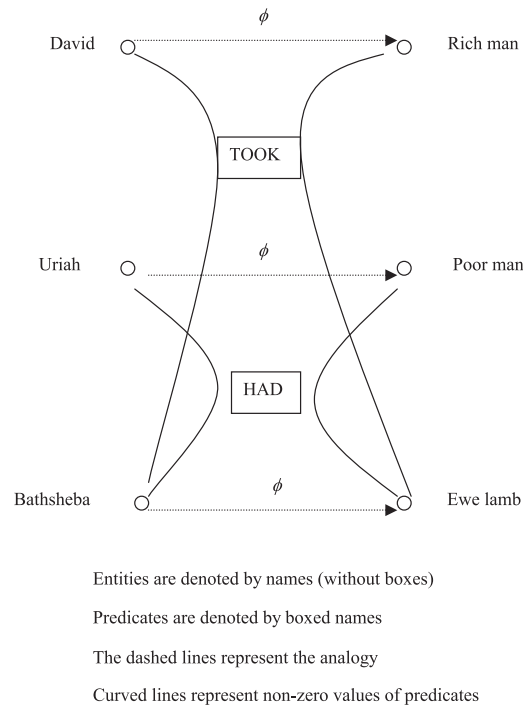 ϕ
David
Rich man
TOOK
ϕ
Uriah
Poor man
HAD
ϕ
Bathsheba
Ewe lamb
Entities are denoted by names (without boxes)
Predicates are denoted by boxed names
The dashed lines represent the analogy
Curved lines represent non-zero values of predicates